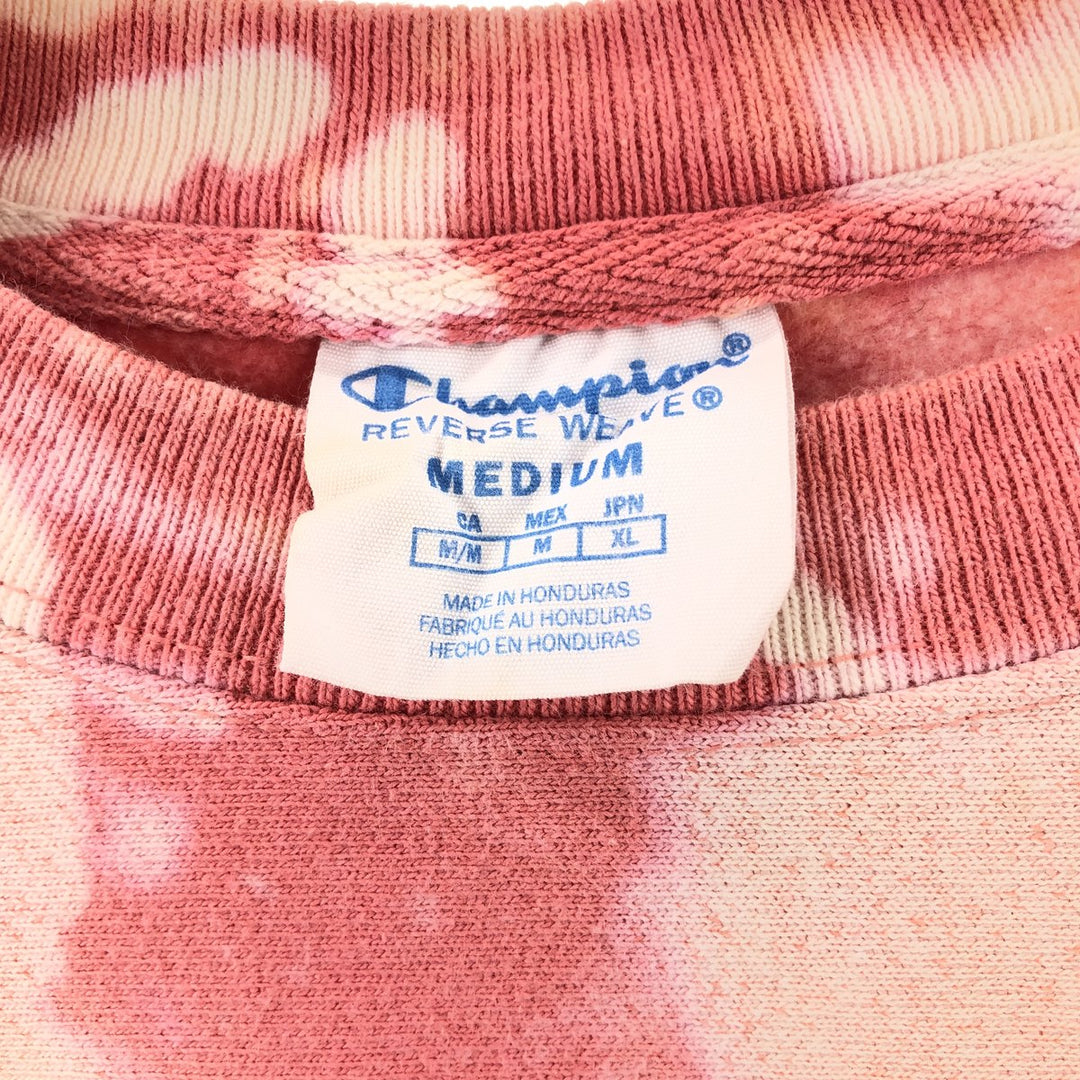 Champion®
REVERSE WEAVE®
MEDIUM
CA MEX JPN
M/M M XL
MADE IN HONDURAS
FABRIQUÉ AU HONDURAS
HECHO EN HONDURAS